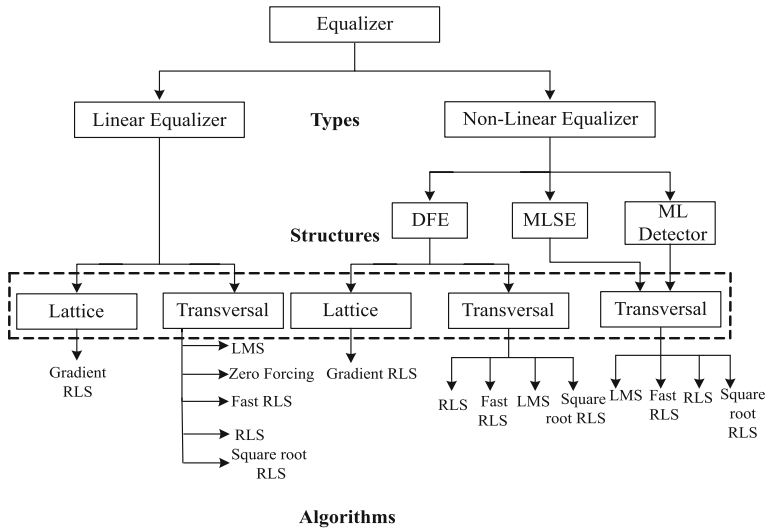 Equalizer
Linear Equalizer
Types
Non-Linear Equalizer
DFE
MLSE
ML
Detector
Structures
Lattice
Transversal
Lattice
Transversal
Transversal
Gradient
RLS
LMS
Zero Forcing
Fast RLS
RLS
Square root
RLS
Gradient RLS
RLS
Fast
RLS
LMS
Square
root RLS
LMS
Fast
RLS
RLS
Square
root
RLS
Algorithms